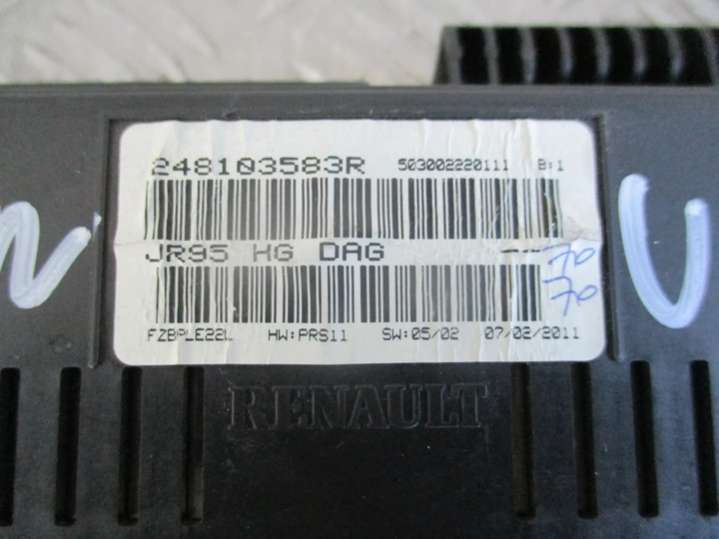 248103583R 503002220111 B:1
JR95 HG DAG ---
70
70
FZBPLE22L HW:PRS11 SW:05/02 07/02/2011
RENAULT
N U